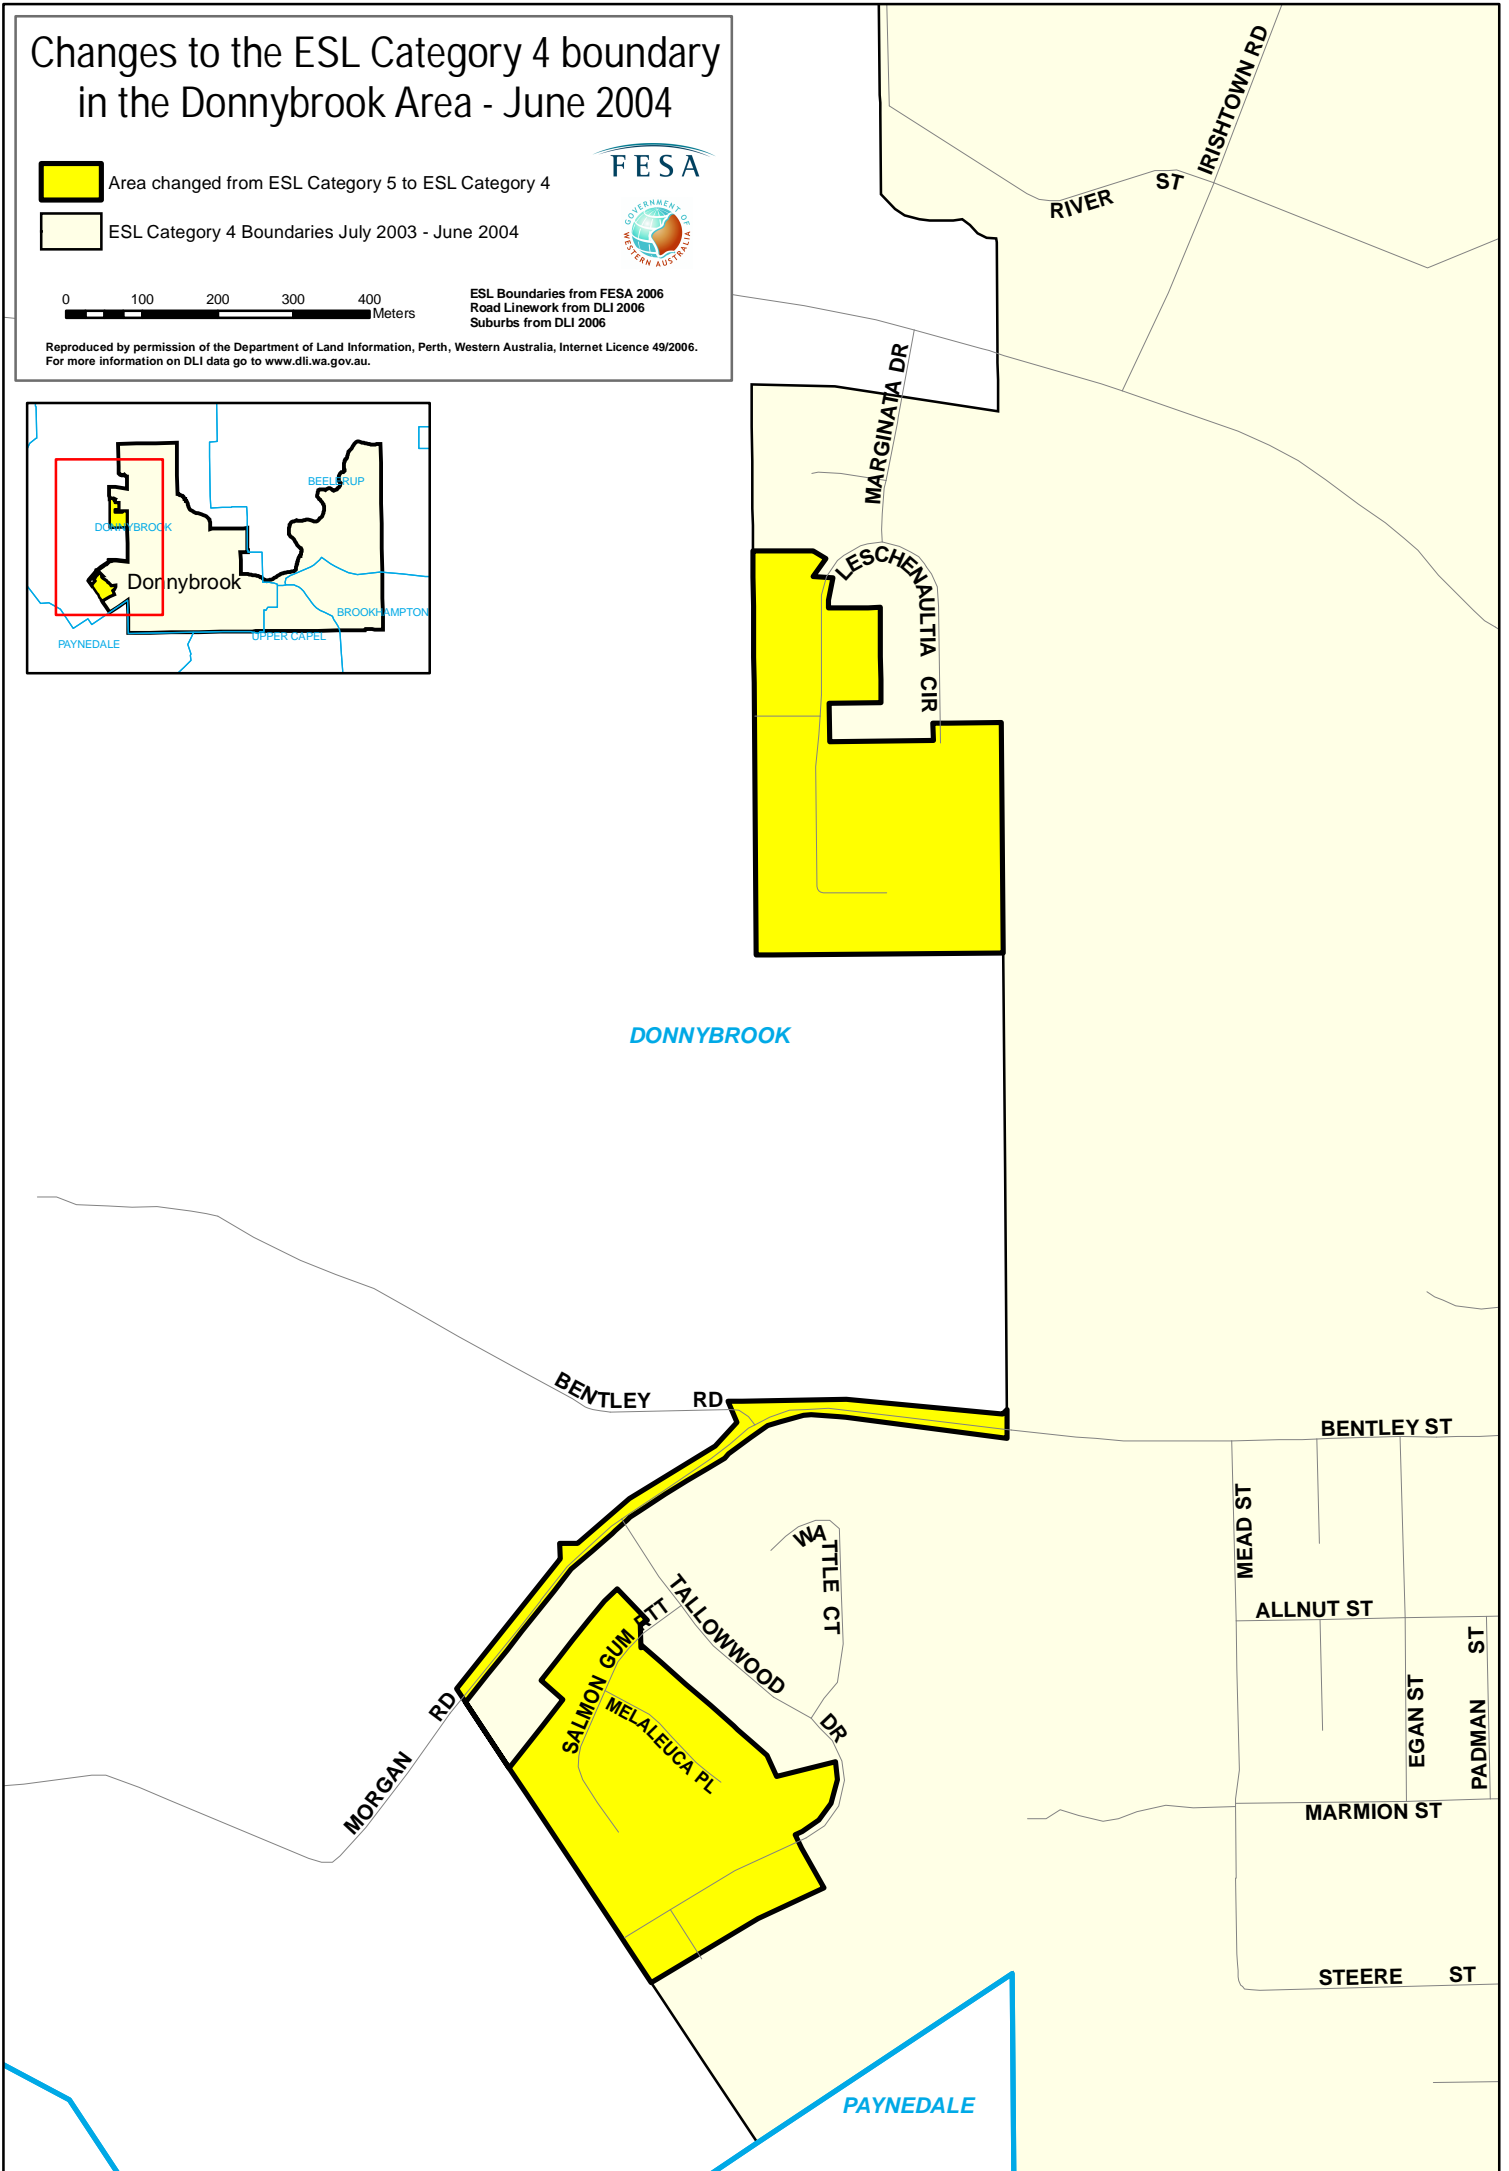 Changes to the ESL Category 4 boundary
in the Donnybrook Area - June 2004
Area changed from ESL Category 5 to ESL Category 4
ESL Category 4 Boundaries July 2003 - June 2004
FESA
GOVERNMENT OF
WESTERN AUSTRALIA
0 100 200 300 400
Meters
ESL Boundaries from FESA 2006
Road Linework from DLI 2006
Suburbs from DLI 2006
Reproduced by permission of the Department of Land Information, Perth, Western Australia, Internet Licence 49/2006.
For more information on DLI data go to www.dli.wa.gov.au.
BEELERUP
DONNYBROOK
Donnybrook
BROOKHAMPTON
UPPER CAPEL
PAYNEDALE
IRISHTOWN RD
RIVER ST
MARGINATA DR
LESCHENAULTIA CIR
DONNYBROOK
BENTLEY RD
BENTLEY ST
MEAD ST
WATTLE CT
TALLOWWOOD DR
ALLNUT ST
SALMON GUM RTT
MELALEUCA PL
EGAN ST
PADMAN ST
MORGAN RD
MARMION ST
STEERE ST
PAYNEDALE